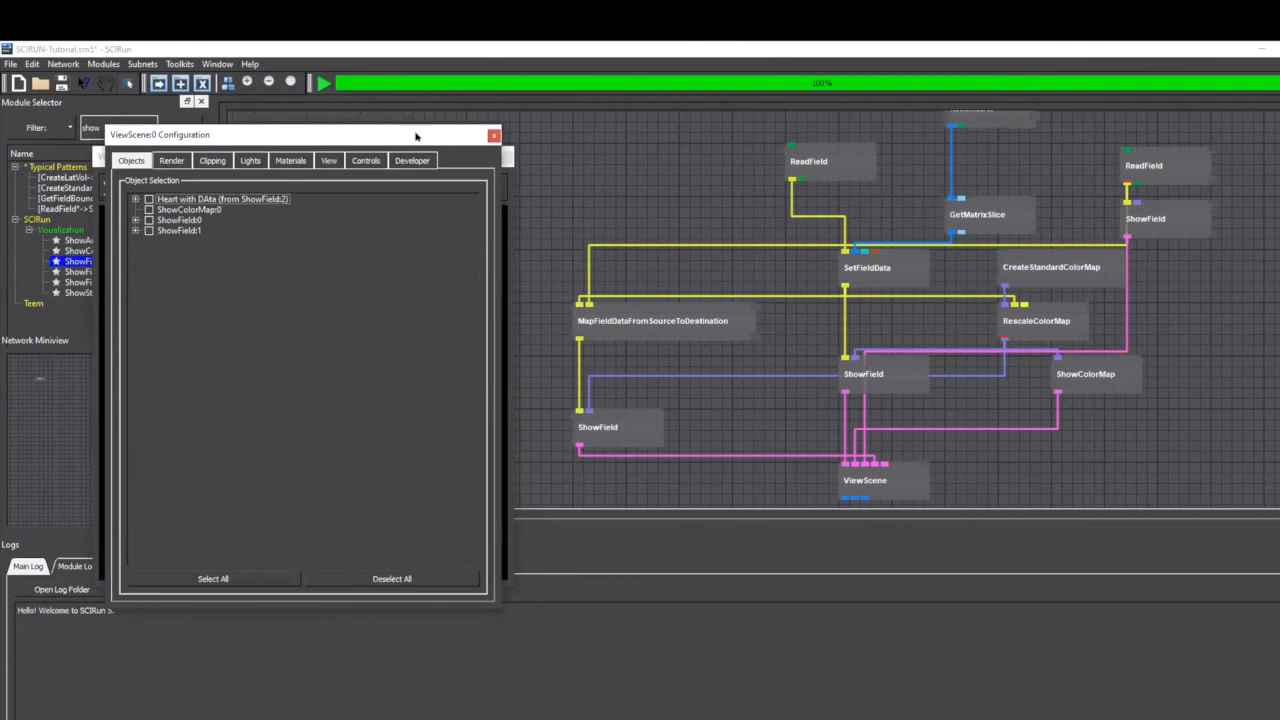 SCIRUN-Tutorial.srn5* - SCIRun
File Edit Network Modules Subnets Toolkits Window Help
100%
Module Selector
Filter: show
Name
* Typical Patterns
[CreateLatVol-
[CreateStandar
[GetFieldBound
[ReadField*->S
SCIRun
Visualization
ShowA
ShowC
ShowFi
ShowFi
ShowFi
ShowSt
Teem
Network Miniview
Logs
Main Log Module Lo
Open Log Folder
Hello! Welcome to SCIRun 5.
ViewScene:0 Configuration
x
Objects Render Clipping Lights Materials View Controls Developer
Object Selection
Heart with DAta (from ShowField:2)
ShowColorMap:0
ShowField:0
ShowField:1
Select All Deselect All
ReadField
ReadField
GetMatrixSlice
ShowField
SetFieldData
CreateStandardColorMap
MapFieldDataFromSourceToDestination
RescaleColorMap
ShowField
ShowColorMap
ShowField
ViewScene